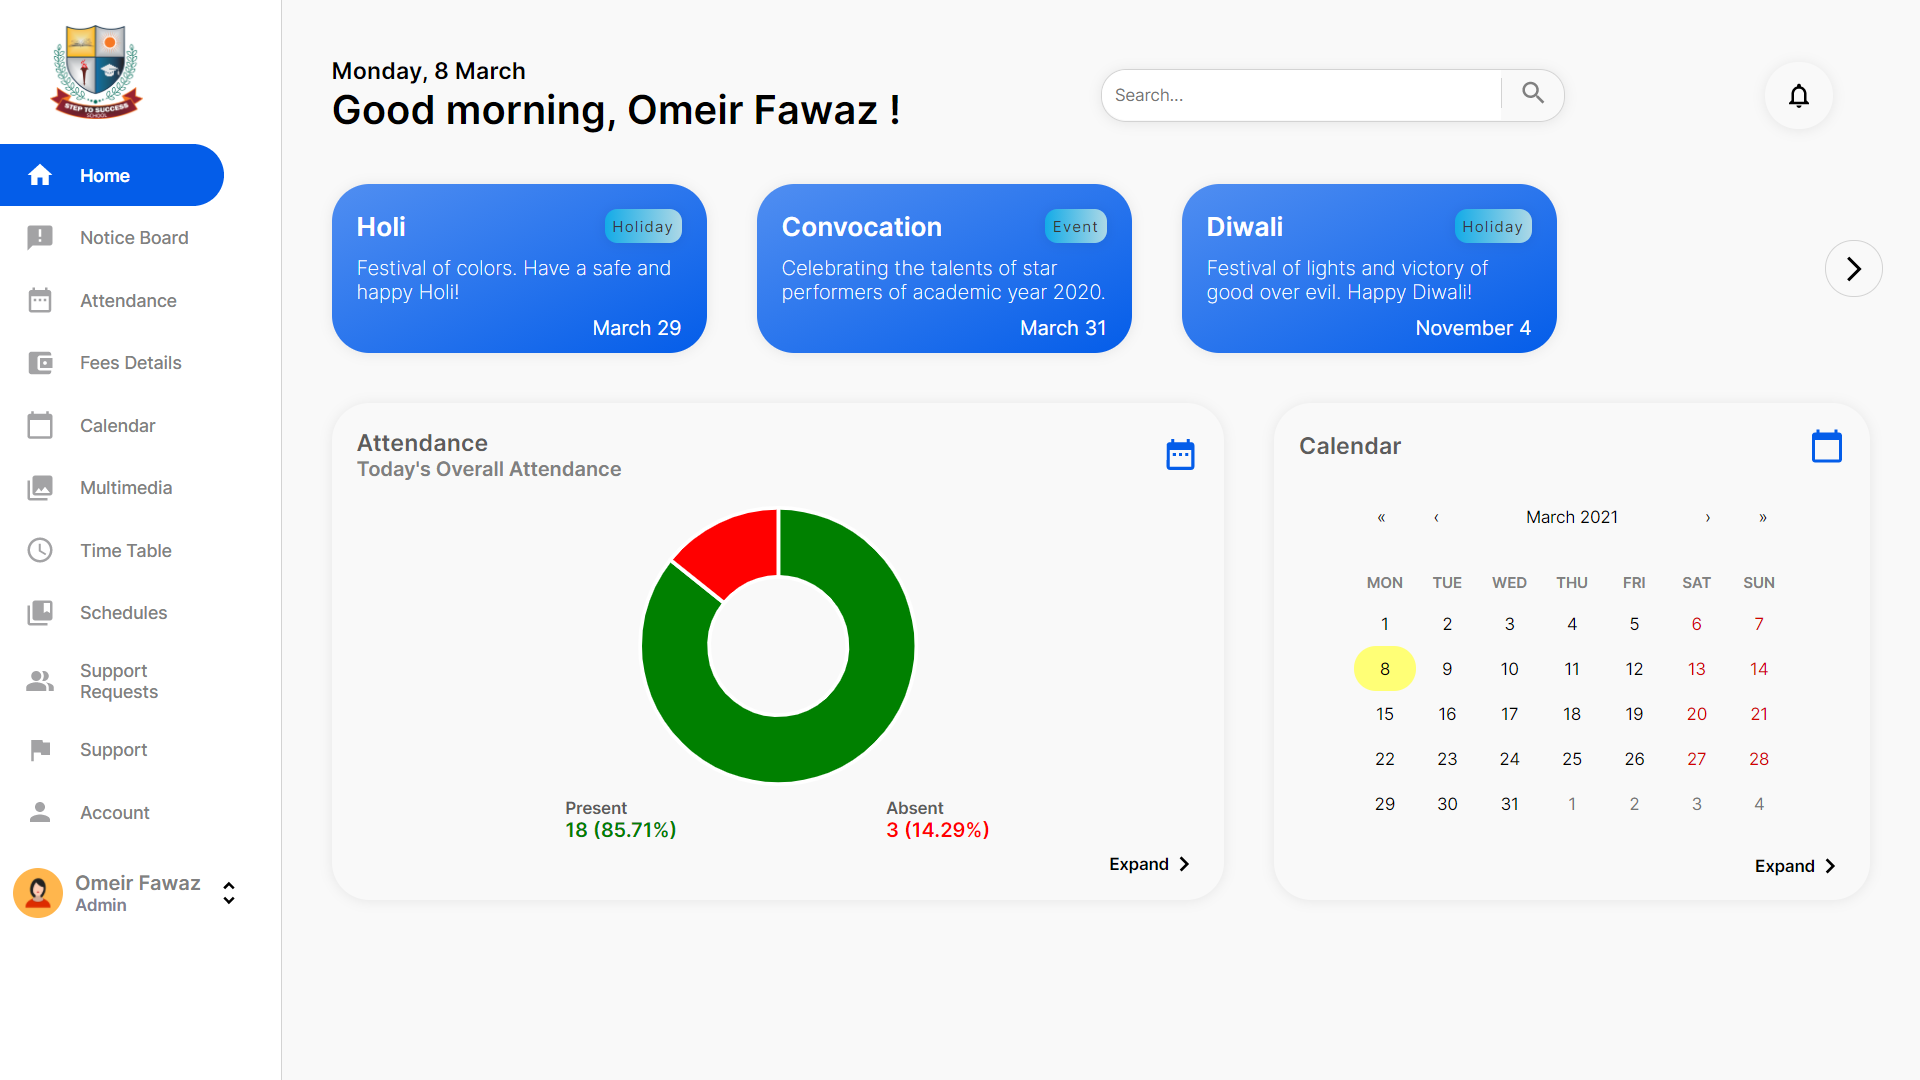 STEP TO SUCCESS
SCHOOL
Home
Notice Board
Attendance
Fees Details
Calendar
Multimedia
Time Table
Schedules
Support
Requests
Support
Account
Omeir Fawaz
Admin
Monday, 8 March
Good morning, Omeir Fawaz !
Search...
Holi
Holiday
Festival of colors. Have a safe and
happy Holi!
March 29
Convocation
Event
Celebrating the talents of star
performers of academic year 2020.
March 31
Diwali
Holiday
Festival of lights and victory of
good over evil. Happy Diwali!
November 4
Attendance
Today's Overall Attendance
Present
18 (85.71%)
Absent
3 (14.29%)
Expand
Calendar
« ‹ March 2021 › »
MON TUE WED THU FRI SAT SUN
1 2 3 4 5 6 7
8 9 10 11 12 13 14
15 16 17 18 19 20 21
22 23 24 25 26 27 28
29 30 31 1 2 3 4
Expand